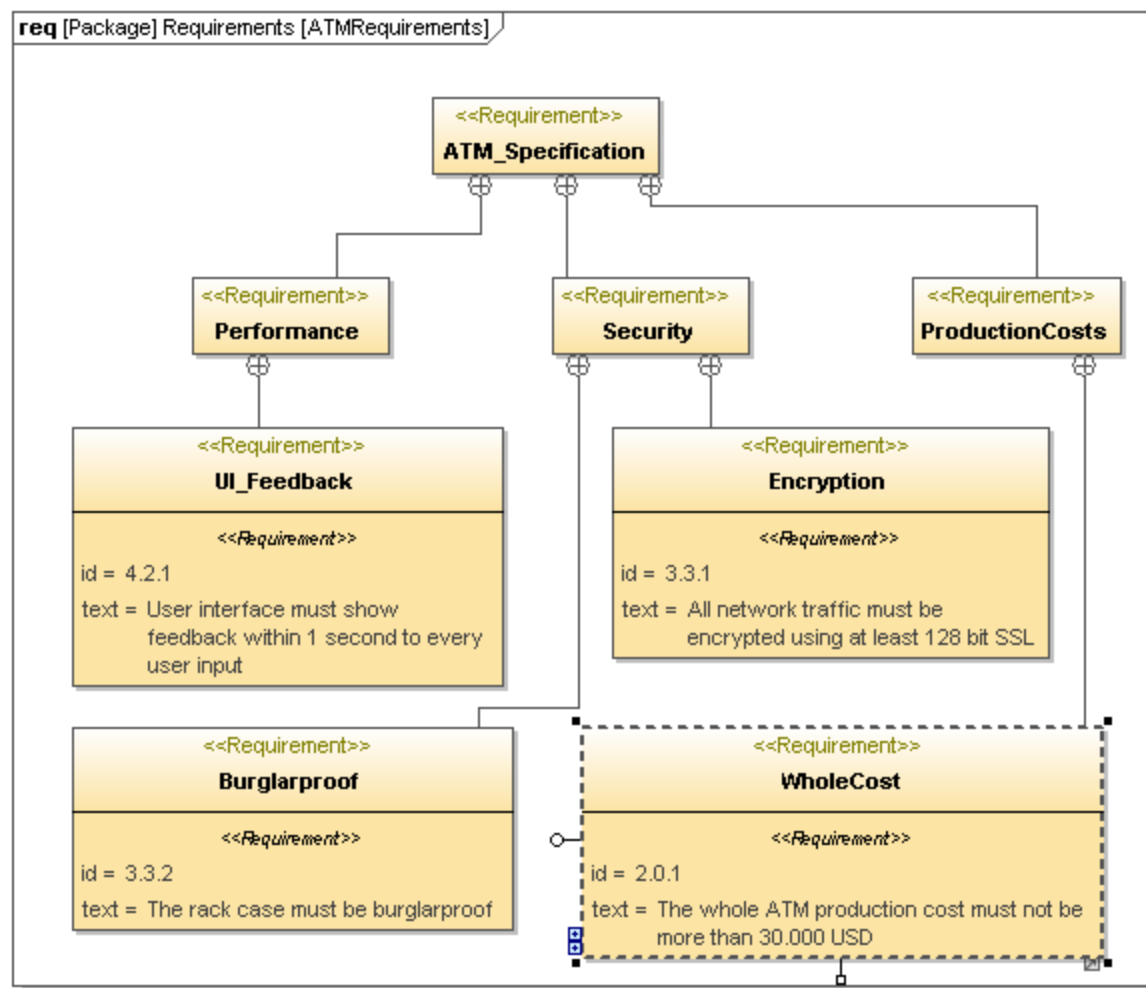 req [Package] Requirements [ATMRequirements]
<<Requirement>>
ATM_Specification
<<Requirement>>
Performance
<<Requirement>>
Security
<<Requirement>>
ProductionCosts
<<Requirement>>
UI_Feedback
<<Requirement>>
id = 4.2.1
text = User interface must show
feedback within 1 second to every
user input
<<Requirement>>
Encryption
<<Requirement>>
id = 3.3.1
text = All network traffic must be
encrypted using at least 128 bit SSL
<<Requirement>>
Burglarproof
<<Requirement>>
id = 3.3.2
text = The rack case must be burglarproof
<<Requirement>>
WholeCost
<<Requirement>>
id = 2.0.1
text = The whole ATM production cost must not be
more than 30.000 USD